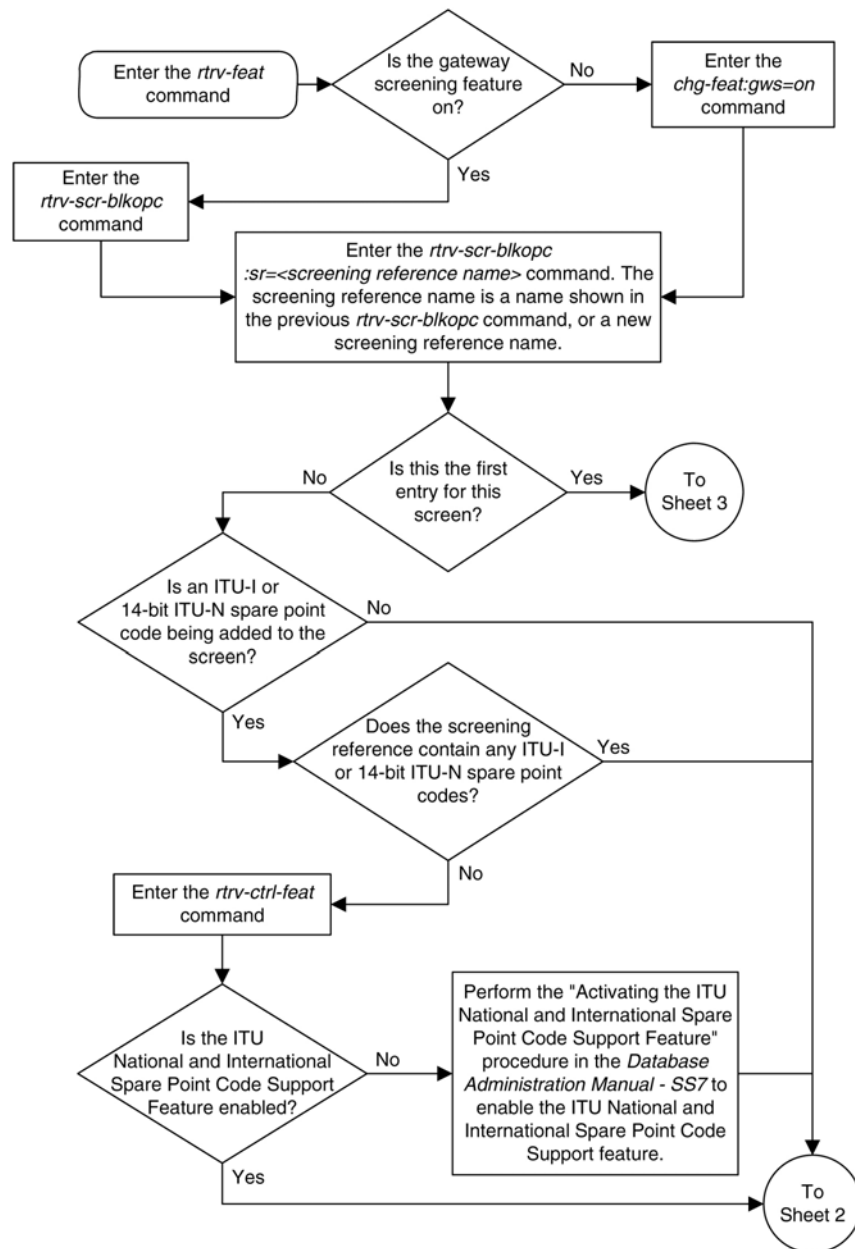 Enter the rtrv-feat
command
Is the gateway
screening feature
on?
No
Enter the
chg-feat:gws=on
command
Yes
Enter the
rtrv-scr-blkopc
command
Enter the rtrv-scr-blkopc
:sr=<screening reference name> command. The
screening reference name is a name shown in
the previous rtrv-scr-blkopc command, or a new
screening reference name.
No
Is this the first
entry for this
screen?
Yes
To
Sheet 3
Is an ITU-I or
14-bit ITU-N spare point
code being added to the
screen?
No
Yes
Does the screening
reference contain any ITU-I
or 14-bit ITU-N spare point
codes?
Yes
No
Enter the rtrv-ctrl-feat
command
Is the ITU
National and International
Spare Point Code Support
Feature enabled?
No
Perform the "Activating the ITU
National and International Spare
Point Code Support Feature"
procedure in the Database
Administration Manual - SS7 to
enable the ITU National and
International Spare Point Code
Support feature.
Yes
To
Sheet 2